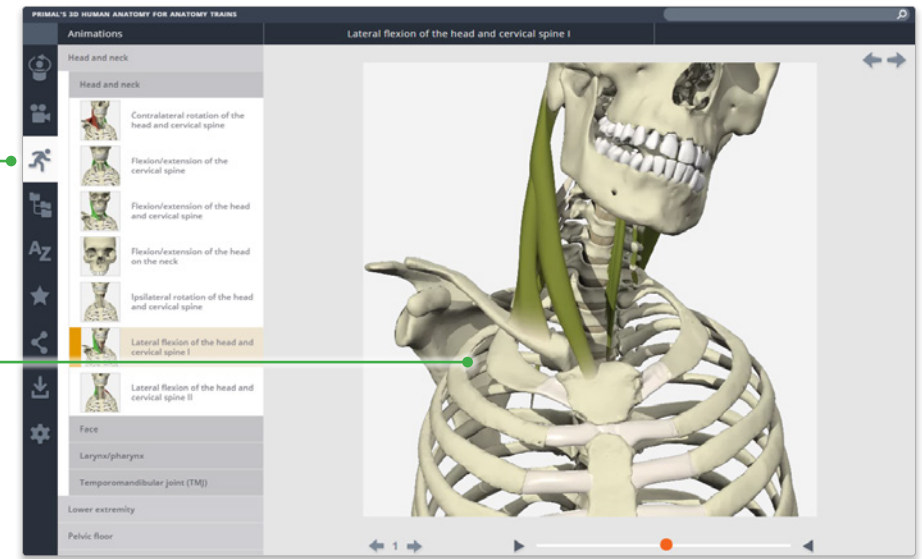 PRIMAL'S 3D HUMAN ANATOMY FOR ANATOMY TRAINS
Animations
Lateral flexion of the head and cervical spine I
Head and neck
Head and neck
Contralateral rotation of the
head and cervical spine
Flexion/extension of the
cervical spine
Flexion/extension of the head
and cervical spine
Flexion/extension of the head
on the neck
Ipsilateral rotation of the head
and cervical spine
Lateral flexion of the head and
cervical spine I
Lateral flexion of the head and
cervical spine II
Face
Larynx/pharynx
Temporomandibular joint (TMJ)
Lower extremity
Pelvic floor
AZ
1